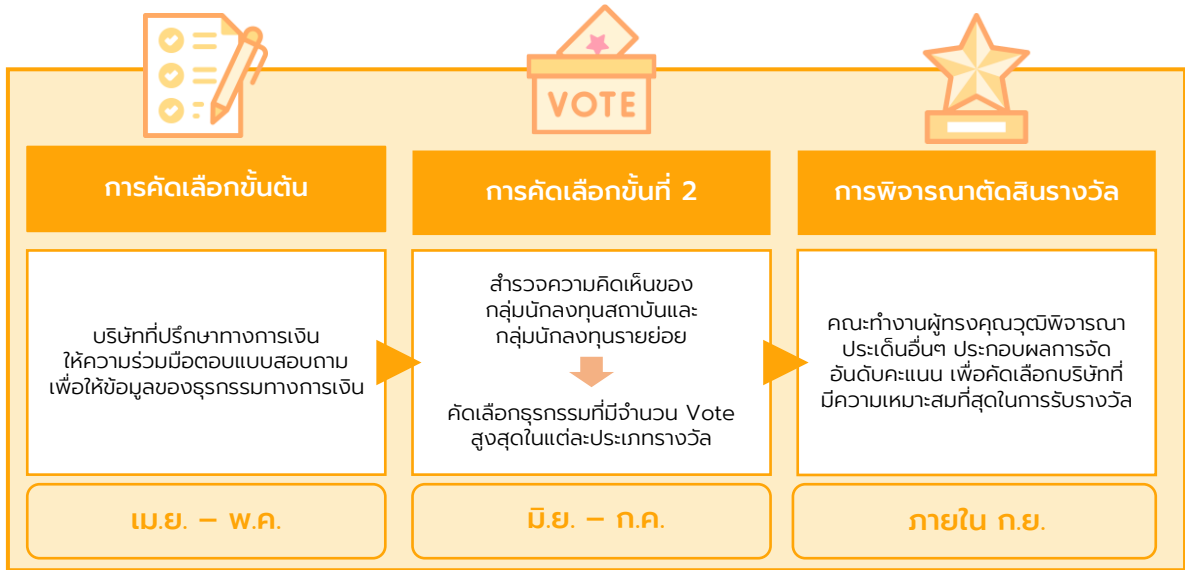 VOTE
การคัดเลือกขั้นต้น
บริษัทที่ปรึกษาทางการเงิน
ให้ความร่วมมือตอบแบบสอบถาม
เพื่อให้ข้อมูลของธุรกรรมทางการเงิน
เม.ย. – พ.ค.
การคัดเลือกขั้นที่ 2
สำรวจความคิดเห็นของ
กลุ่มนักลงทุนสถาบันและ
กลุ่มนักลงทุนรายย่อย
คัดเลือกธุรกรรมที่มีจำนวน Vote
สูงสุดในแต่ละประเภทรางวัล
มิ.ย. – ก.ค.
การพิจารณาตัดสินรางวัล
คณะทำงานผู้ทรงคุณวุฒิพิจารณา
ประเด็นอื่นๆ ประกอบผลการจัด
อันดับคะแนน เพื่อคัดเลือกบริษัทที่
มีความเหมาะสมที่สุดในการรับรางวัล
ภายใน ก.ย.